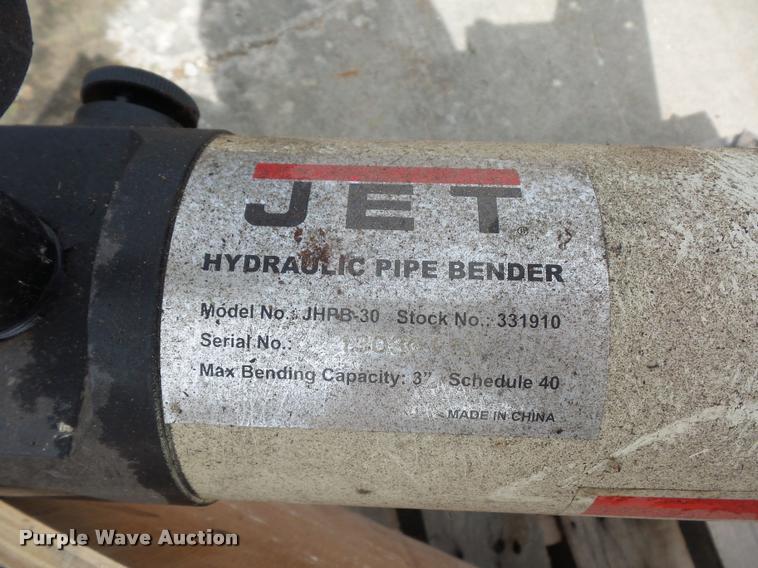 JET®
HYDRAULIC PIPE BENDER
Model No.: JHPB-30 Stock No.: 331910
Serial No.:
Max Bending Capacity: 3" Schedule 40
MADE IN CHINA
Purple Wave Auction